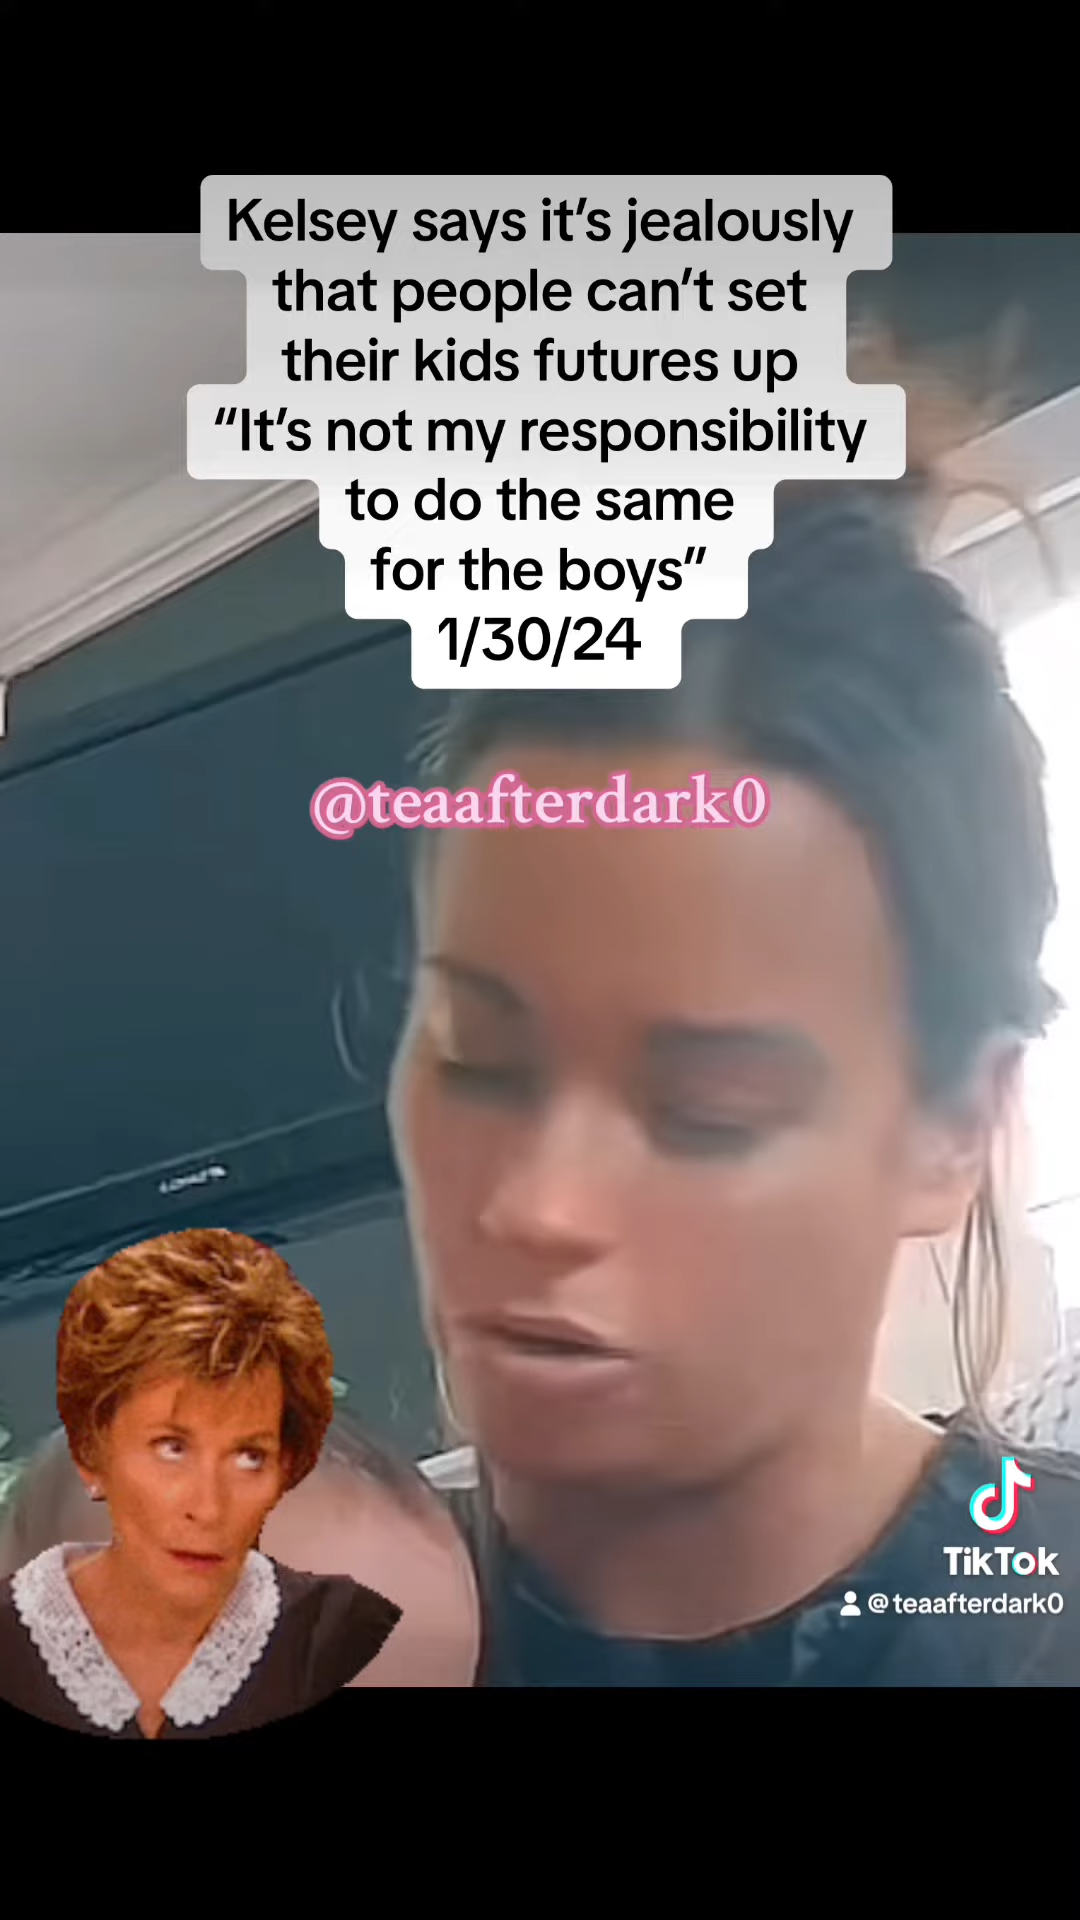 Kelsey says it’s jealously
that people can’t set
their kids futures up
“It’s not my responsibility
to do the same
for the boys”
1/30/24
@teaafterdark0
TikTok
@teaafterdark0